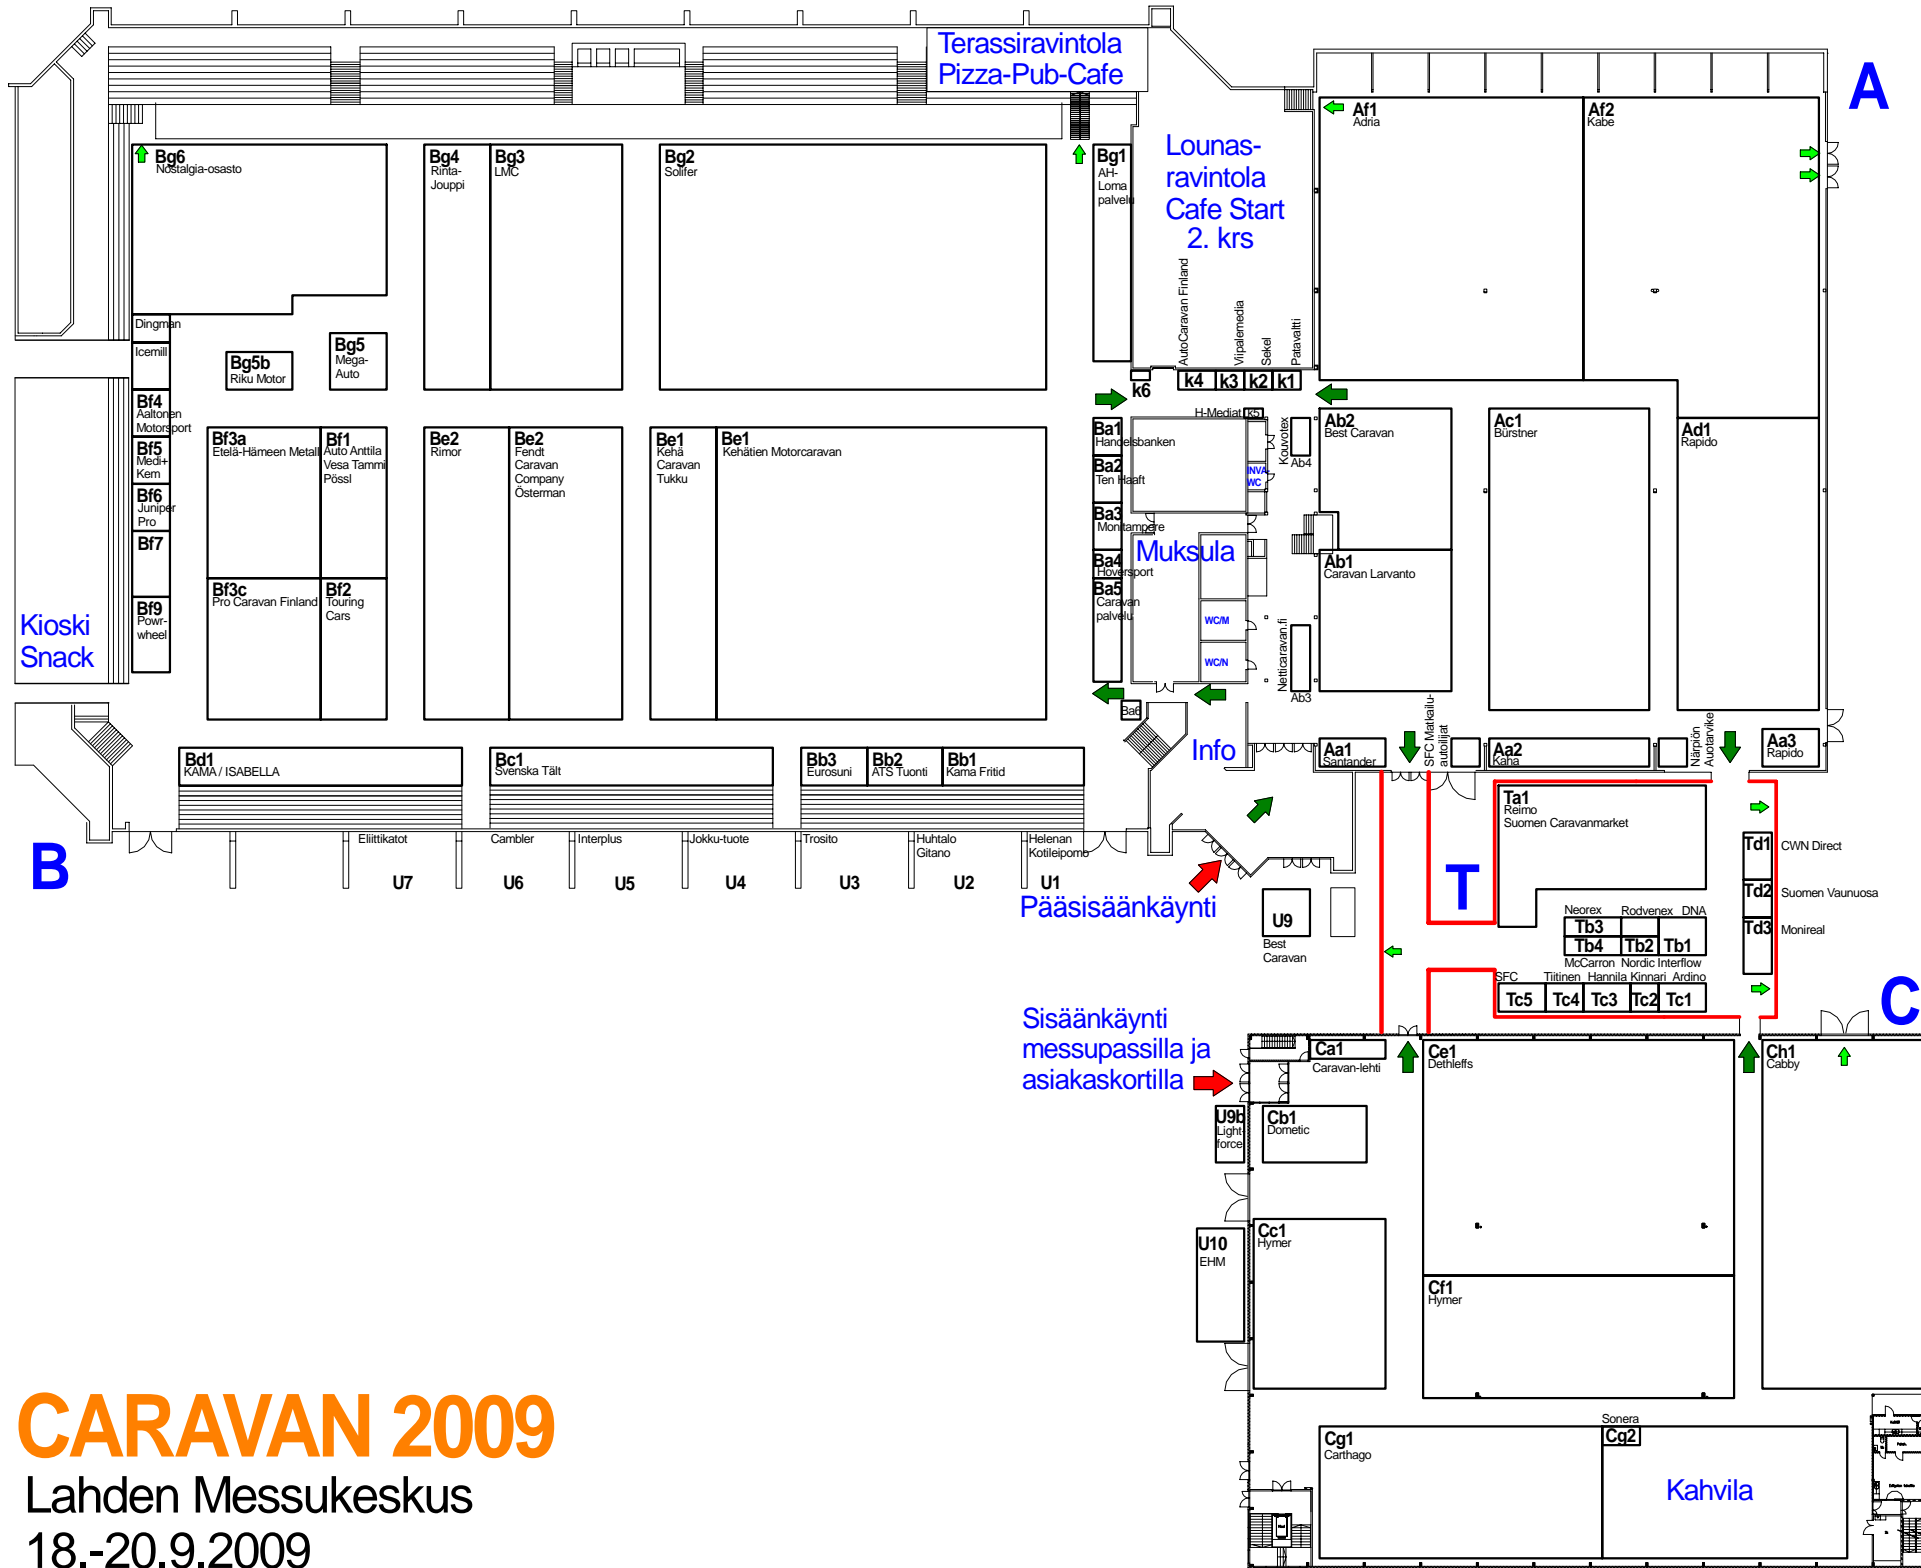 Terassiravintola
Pizza-Pub-Cafe
A
Bg6
Nostalgia-osasto
Bg4
Rinta-
Jouppi
Bg3
LMC
Bg2
Solifer
Bg1
AH-
Loma
palvelu
Lounas-
ravintola
Cafe Start
2. krs
Af1
Adria
Af2
Kabe
AutoCaravan Finland
Viipalemedia
Sekel
Patavaltti
k6
k4
k3
k2
k1
H-Mediat
k5
Dingman
Icemill
Bg5b
Riku Motor
Bg5
Mega-
Auto
Bf4
Aaltonen
Motorsport
Bf5
Medi+
Kem
Bf6
Juniper
Pro
Bf7
Bf9
Powr-
wheel
Bf3a
Etelä-Hämeen Metalli
Bf1
Auto Anttila
Vesa Tammi
Pössl
Bf3c
Pro Caravan Finland
Bf2
Touring
Cars
Be2
Rimor
Be2
Fendt
Caravan
Company
Österman
Be1
Kehä
Caravan
Tukku
Be1
Kehätien Motorcaravan
Ba1
Handelsbanken
Ba2
Ten Haaft
Ba3
Monitampere
Ba4
Hoversport
Ba5
Caravan
palvelu
Ba6
Muksula
INVA-
WC
WC/M
WC/N
Kouvotex
Ab4
Netticaravan.fi
Ab3
Ab2
Best Caravan
Ab1
Caravan Larvanto
Ac1
Bürstner
Ad1
Rapido
Kioski
Snack
Info
SFC Matkailu-
autoilijat
Närpiön
Auotarvike
Aa1
Santander
Aa2
Kaha
Aa3
Rapido
Bd1
KAMA / ISABELLA
Bc1
Svenska Tält
Bb3
Eurosuni
Bb2
ATS Tuonti
Bb1
Kama Fritid
B
Eliittikatot
Cambler
Interplus
Jokku-tuote
Trosito
Huhtalo
Gitano
Helenan
Kotileipomo
U7
U6
U5
U4
U3
U2
U1
Pääsisäänkäynti
U9
Best
Caravan
T
Ta1
Reimo
Suomen Caravanmarket
Td1
CWN Direct
Td2
Suomen Vaunuosa
Td3
Monireal
Neorex
Rodvenex
DNA
Tb3
Tb4
Tb2
Tb1
McCarron
Nordic Interflow
SFC
Tiitinen
Hannila
Kinnari
Ardino
Tc5
Tc4
Tc3
Tc2
Tc1
C
Sisäänkäynti
messupassilla ja
asiakaskortilla
Ca1
Caravan-lehti
Ce1
Dethleffs
Ch1
Cabby
U9b
Light-
force
Cb1
Dometic
U10
EHM
Cc1
Hymer
Cf1
Hymer
Cg1
Carthago
Sonera
Cg2
Kahvila
CARAVAN 2009
Lahden Messukeskus
18.-20.9.2009